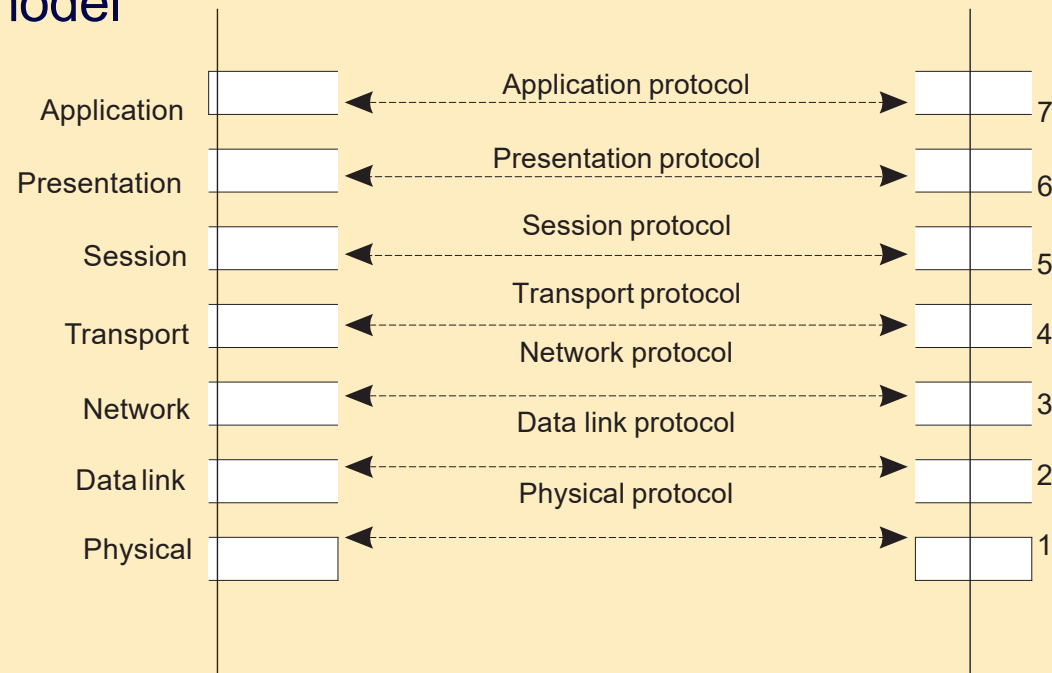 Application
Application protocol
7
Presentation
Presentation protocol
6
Session
Session protocol
5
Transport
Transport protocol
4
Network
Network protocol
3
Data link
Data link protocol
2
Physical
Physical protocol
1